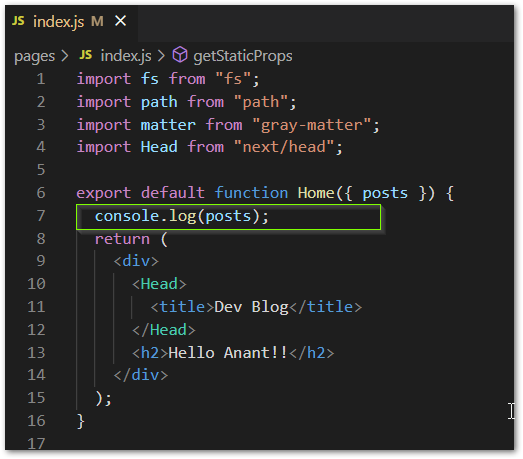 JS index.js M ×
pages > JS index.js > getStaticProps
1 import fs from "fs";
2 import path from "path";
3 import matter from "gray-matter";
4 import Head from "next/head";
5
6 export default function Home({ posts }) {
7 console.log(posts);
8 return (
9 <div>
10 <Head>
11 <title>Dev Blog</title>
12 </Head>
13 <h2>Hello Anant!!</h2>
14 </div>
15 );
16 }
17